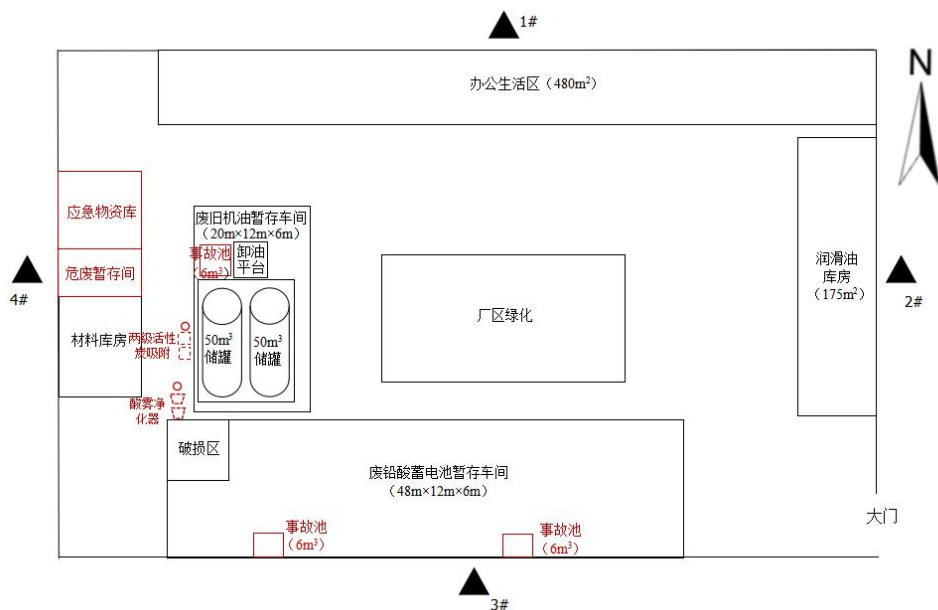 1#
办公生活区（480m²）
N
应急物资库
废旧机油暂存车间
（20m×12m×6m）
事故池
（6m³）
卸油
平台
危废暂存间
4#
润滑油
库房
（175m²）
2#
厂区绿化
材料库房
两级活性
炭吸附
50m³
储罐
50m³
储罐
酸雾净
化器
破损区
废铅酸蓄电池暂存车间
（48m×12m×6m）
大门
事故池
（6m³）
事故池
（6m³）
3#